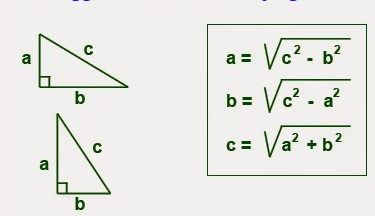 a
c
b
a
c
b
a = √c² - b²
b = √c² - a²
c = √a² + b²